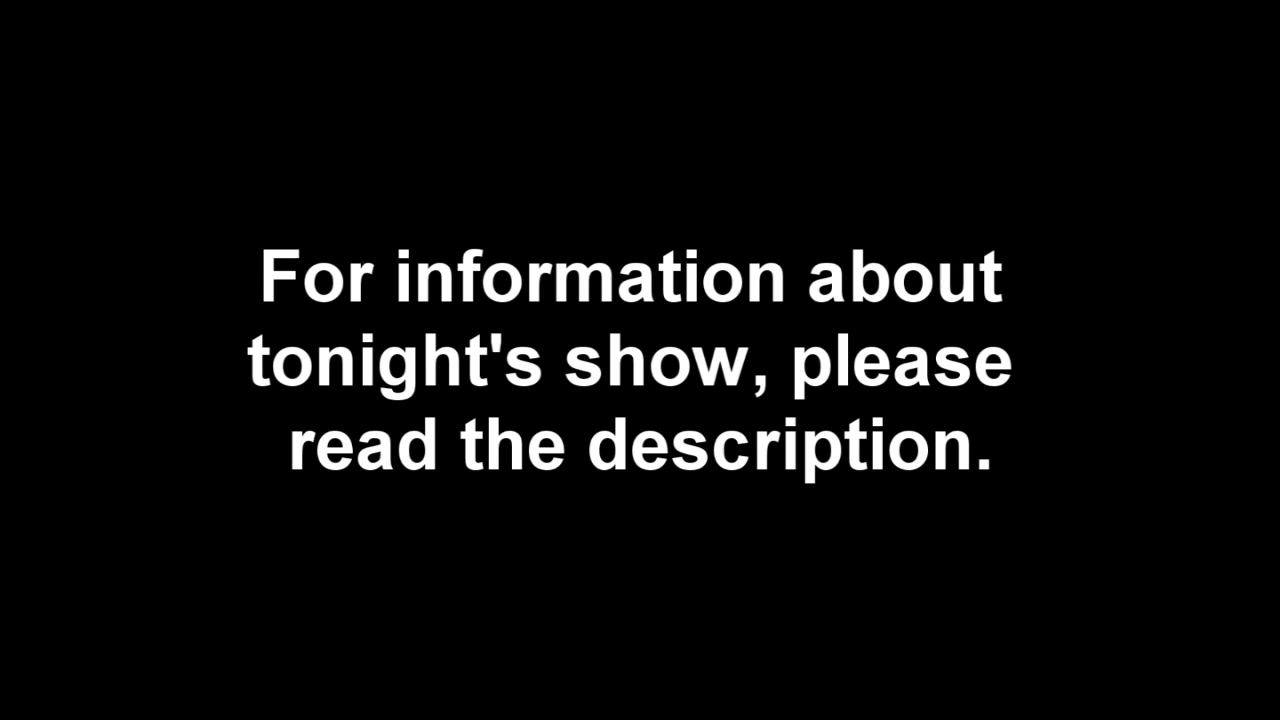 For information about
tonight's show, please
read the description.